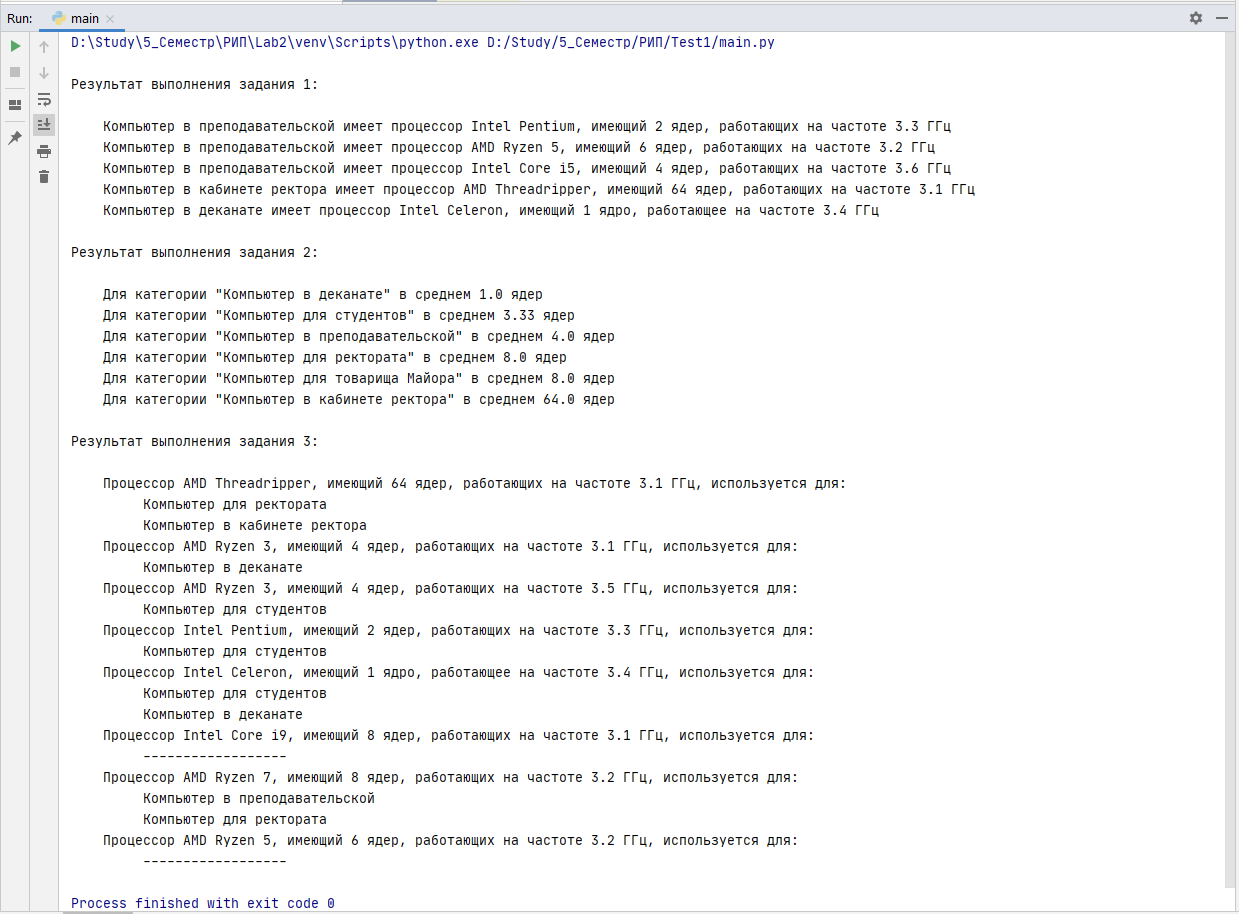 Run: main
D:\Study\5_Семестр\РИП\Lab2\venv\Scripts\python.exe D:/Study/5_Семестр/РИП/Test1/main.py
Результат выполнения задания 1:
Компьютер в преподавательской имеет процессор Intel Pentium, имеющий 2 ядер, работающих на частоте 3.3 ГГц
Компьютер в преподавательской имеет процессор AMD Ryzen 5, имеющий 6 ядер, работающих на частоте 3.2 ГГц
Компьютер в преподавательской имеет процессор Intel Core i5, имеющий 4 ядер, работающих на частоте 3.6 ГГц
Компьютер в кабинете ректора имеет процессор AMD Threadripper, имеющий 64 ядер, работающих на частоте 3.1 ГГц
Компьютер в деканате имеет процессор Intel Celeron, имеющий 1 ядро, работающее на частоте 3.4 ГГц
Результат выполнения задания 2:
Для категории "Компьютер в деканате" в среднем 1.0 ядер
Для категории "Компьютер для студентов" в среднем 3.33 ядер
Для категории "Компьютер в преподавательской" в среднем 4.0 ядер
Для категории "Компьютер для ректората" в среднем 8.0 ядер
Для категории "Компьютер для товарища Майора" в среднем 8.0 ядер
Для категории "Компьютер в кабинете ректора" в среднем 64.0 ядер
Результат выполнения задания 3:
Процессор AMD Threadripper, имеющий 64 ядер, работающих на частоте 3.1 ГГц, используется для:
Компьютер для ректората
Компьютер в кабинете ректора
Процессор AMD Ryzen 3, имеющий 4 ядер, работающих на частоте 3.1 ГГц, используется для:
Компьютер в деканате
Процессор AMD Ryzen 3, имеющий 4 ядер, работающих на частоте 3.5 ГГц, используется для:
Компьютер для студентов
Процессор Intel Pentium, имеющий 2 ядер, работающих на частоте 3.3 ГГц, используется для:
Компьютер для студентов
Процессор Intel Celeron, имеющий 1 ядро, работающее на частоте 3.4 ГГц, используется для:
Компьютер для студентов
Компьютер в деканате
Процессор Intel Core i9, имеющий 8 ядер, работающих на частоте 3.1 ГГц, используется для:
------------------
Процессор AMD Ryzen 7, имеющий 8 ядер, работающих на частоте 3.2 ГГц, используется для:
Компьютер в преподавательской
Компьютер для ректората
Процессор AMD Ryzen 5, имеющий 6 ядер, работающих на частоте 3.2 ГГц, используется для:
------------------
Process finished with exit code 0